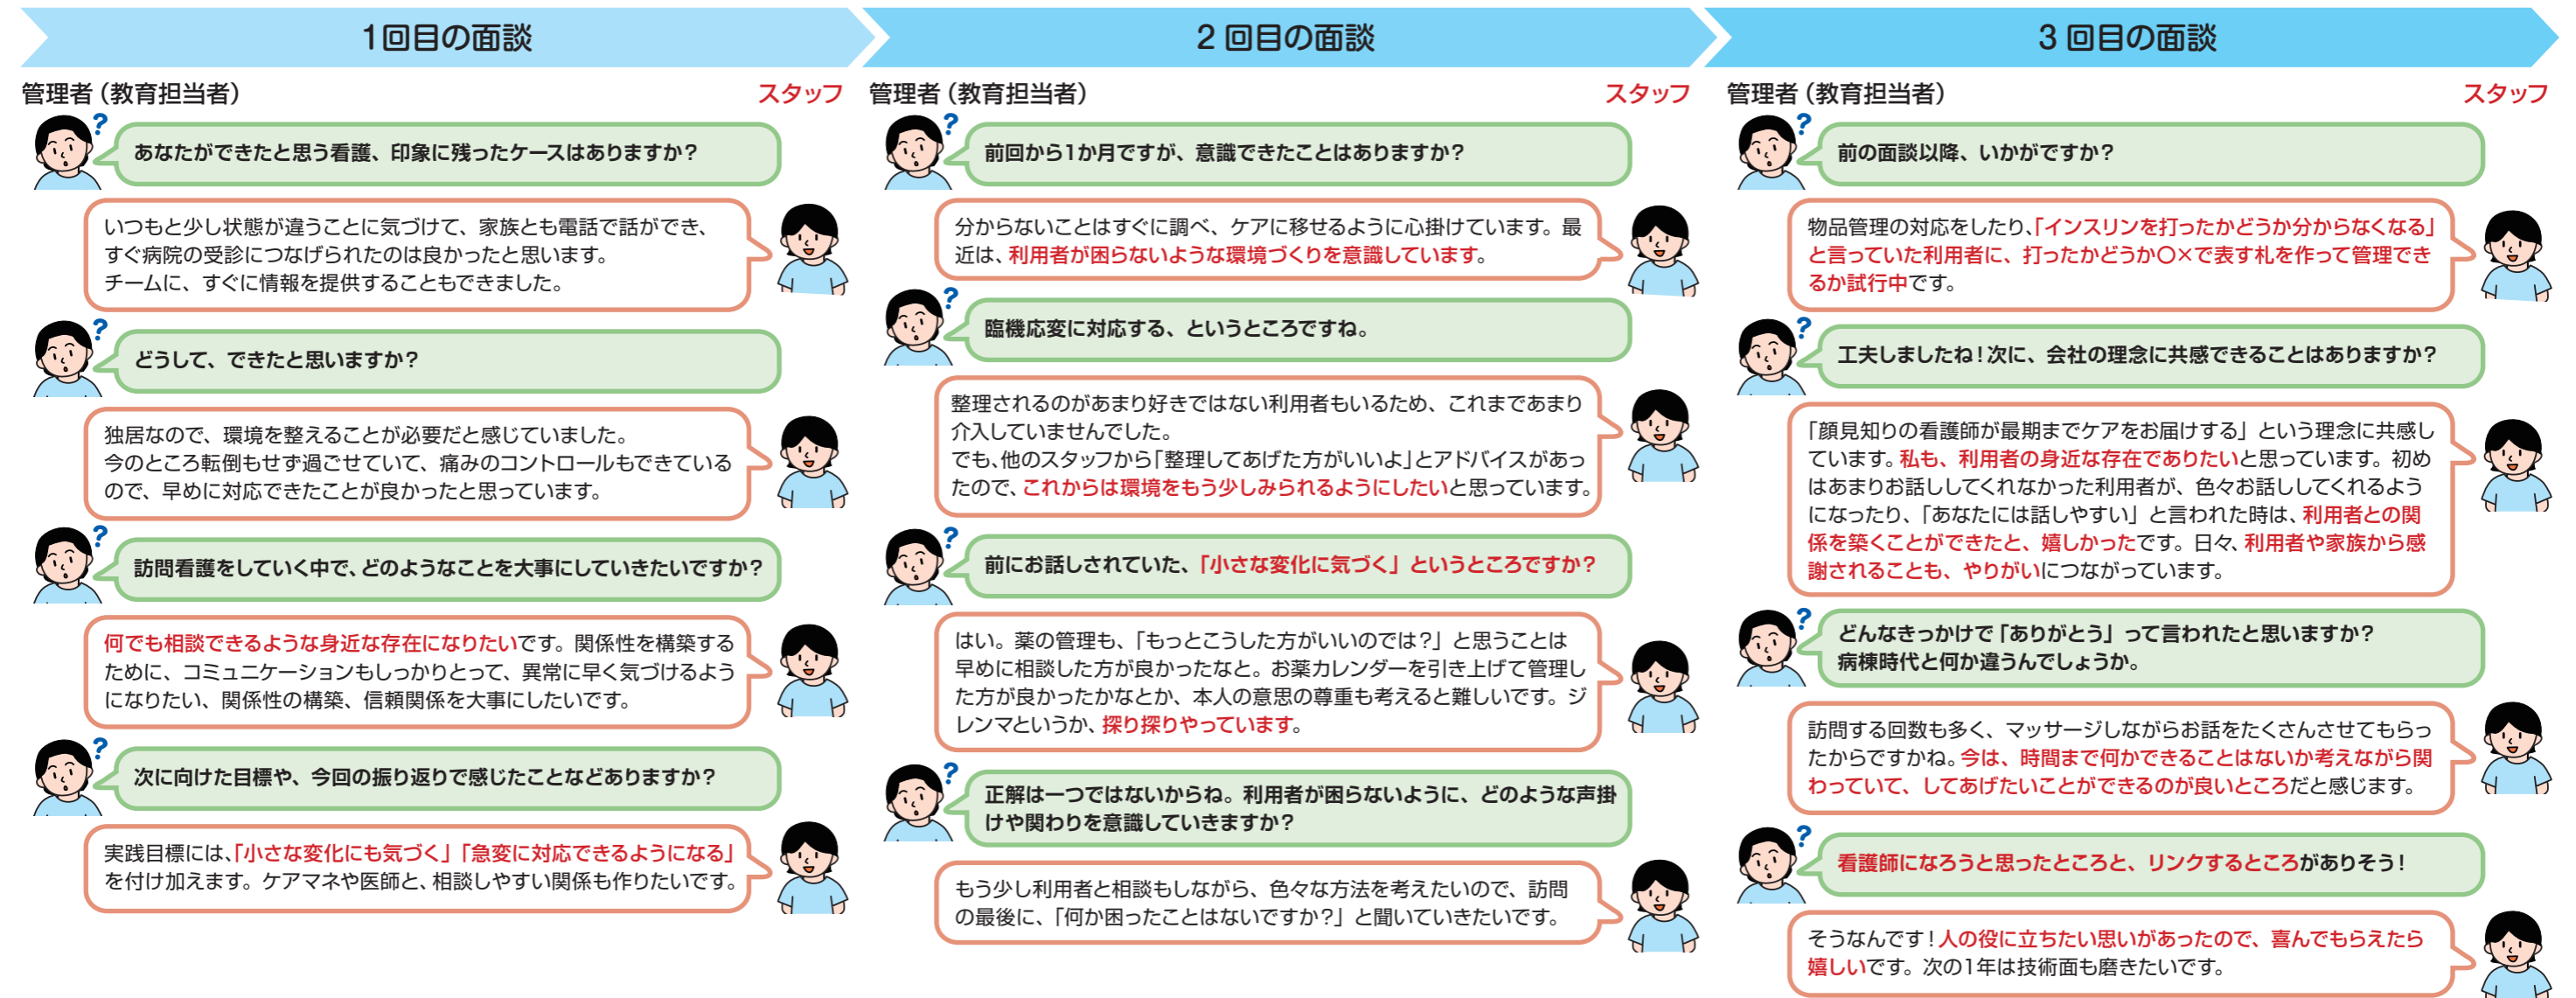 1回目の面談
管理者（教育担当者）
スタッフ
?
あなたができたと思う看護、印象に残ったケースはありますか？
いつもと少し状態が違うことに気づけて、家族とも電話で話ができ、
すぐ病院の受診につなげられたのは良かったと思います。
チームに、すぐに情報を提供することもできました。
?
どうして、できたと思いますか？
独居なので、環境を整えることが必要だと感じていました。
今のところ転倒もせず過ごせていて、痛みのコントロールもできている
ので、早めに対応できたことが良かったと思っています。
?
訪問看護をしていく中で、どのようなことを大事にしていきたいですか？
何でも相談できるような身近な存在になりたいです。関係性を構築する
ために、コミュニケーションもしっかりとって、異常に早く気づけるよう
になりたい、関係性の構築、信頼関係を大事にしたいです。
?
次に向けた目標や、今回の振り返りで感じたことなどありますか？
実践目標には、「小さな変化にも気づく」「急変に対応できるようになる」
を付け加えます。ケアマネや医師と、相談しやすい関係も作りたいです。
2回目の面談
管理者（教育担当者）
スタッフ
?
前回から1か月ですが、意識できたことはありますか？
分からないことはすぐに調べ、ケアに移せるように心掛けています。最
近は、利用者が困らないような環境づくりを意識しています。
?
臨機応変に対応する、というところですね。
整理されるのがあまり好きではない利用者もいるため、これまであまり
介入していませんでした。
でも、他のスタッフから「整理してあげた方がいいよ」とアドバイスがあっ
たので、これからは環境をもう少しみられるようにしたいと思っています。
?
前にお話しされていた、「小さな変化に気づく」というところですか？
はい。薬の管理も、「もっとこうした方がいいのでは？」と思うことは
早めに相談した方が良かったなと。お薬カレンダーを引き上げて管理し
た方が良かったかなとか、本人の意思の尊重も考えると難しいです。ジ
レンマというか、探り探りやっています。
?
正解は一つではないからね。利用者が困らないように、どのような声掛
けや関わりを意識していきますか？
もう少し利用者と相談もしながら、色々な方法を考えたいので、訪問
の最後に、「何か困ったことはないですか？」と聞いていきたいです。
3回目の面談
管理者（教育担当者）
スタッフ
?
前の面談以降、いかがですか？
物品管理の対応をしたり、「インスリンを打ったかどうか分からなくなる」
と言っていた利用者に、打ったかどうか〇×で表す札を作って管理でき
るか試行中です。
?
工夫しましたね！次に、会社の理念に共感できることはありますか？
「顔見知りの看護師が最期までケアをお届けする」という理念に共感し
ています。私も、利用者の身近な存在でありたいと思っています。初め
はあまりお話ししてくれなかった利用者が、色々お話ししてくれるよう
になったり、「あなたには話しやすい」と言われた時は、利用者との関
係を築くことができたと、嬉しかったです。日々、利用者や家族から感
謝されることも、やりがいにつながっています。
?
どんなきっかけで「ありがとう」って言われたと思いますか？
病棟時代と何か違うんでしょうか。
訪問する回数も多く、マッサージしながらお話をたくさんさせてもらっ
たからですかね。今は、時間まで何かできることはないか考えながら関
わっていて、してあげたいことができるのが良いところだと感じます。
?
看護師になろうと思ったところと、リンクするところがありそう！
そうなんです！人の役に立ちたい思いがあったので、喜んでもらえたら
嬉しいです。次の1年は技術面も磨きたいです。